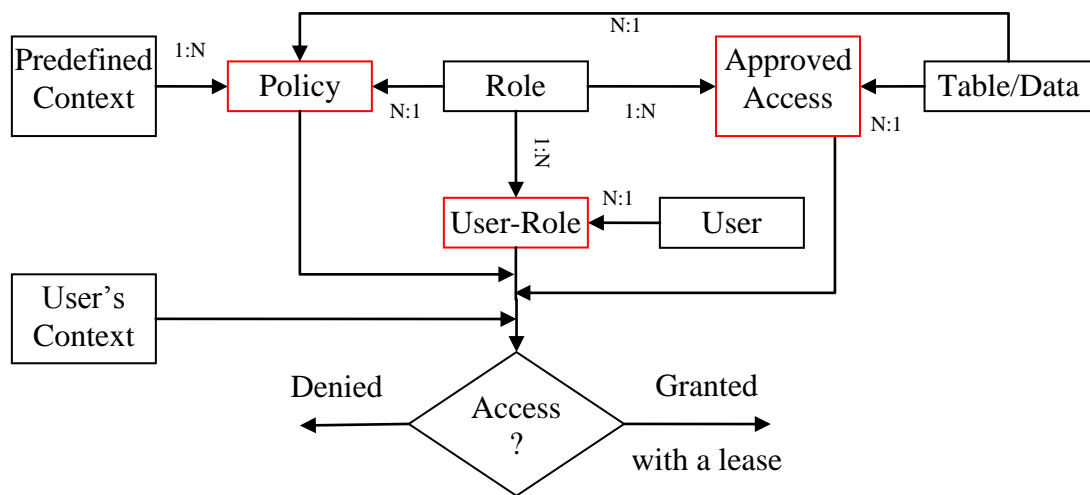 N:1
Predefined
Context
1:N
Policy
N:1
Role
1:N
Approved
Access
N:1
Table/Data
1:N
User-Role
N:1
User
User's
Context
Denied
Access
?
Granted
with a lease